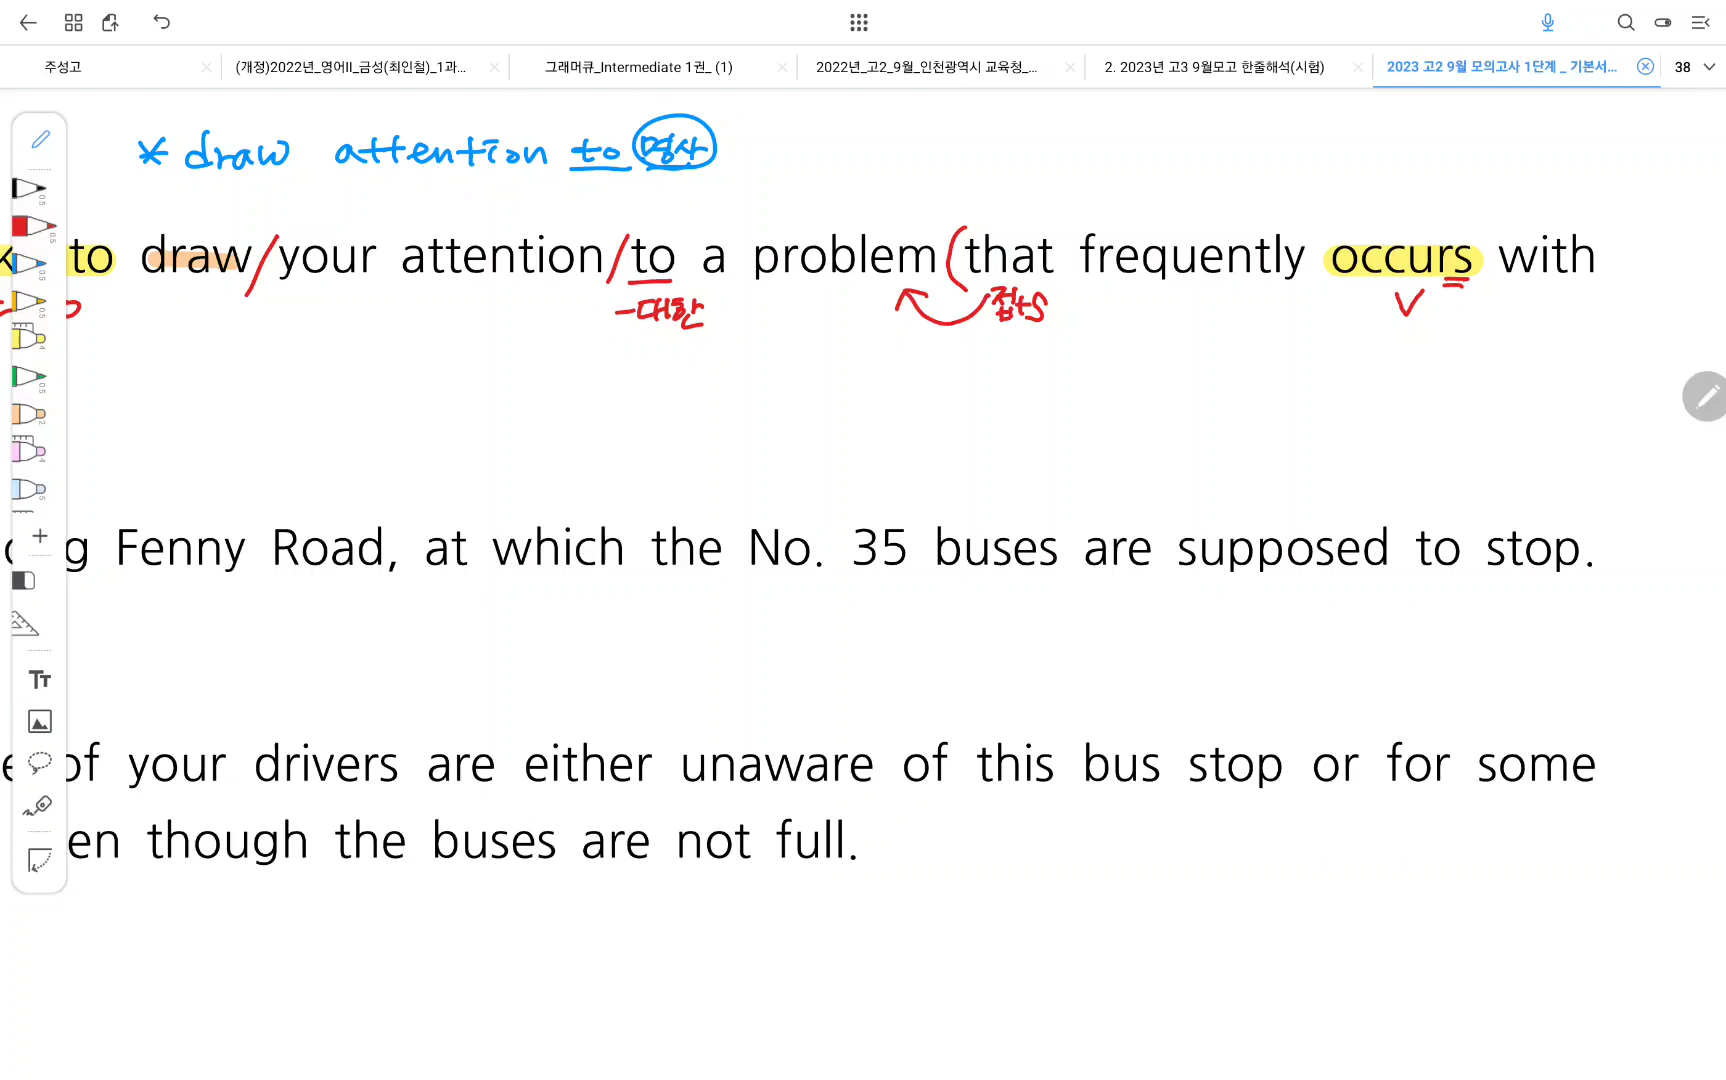 주성고
(개정)2022년_영어II_금성(최인철)_1과...
그래머큐_Intermediate 1권_ (1)
2022년_고2_9월_인천광역시 교육청_...
2. 2023년 고3 9월모고 한줄해석(시험)
2023 고2 9월 모의고사 1단계 _ 기본서...
38
* draw attention to 명사
to draw / your attention / to a problem (that frequently occurs with
-대한
접+S
V
g Fenny Road, at which the No. 35 buses are supposed to stop.
of your drivers are either unaware of this bus stop or for some
en though the buses are not full.
Tт